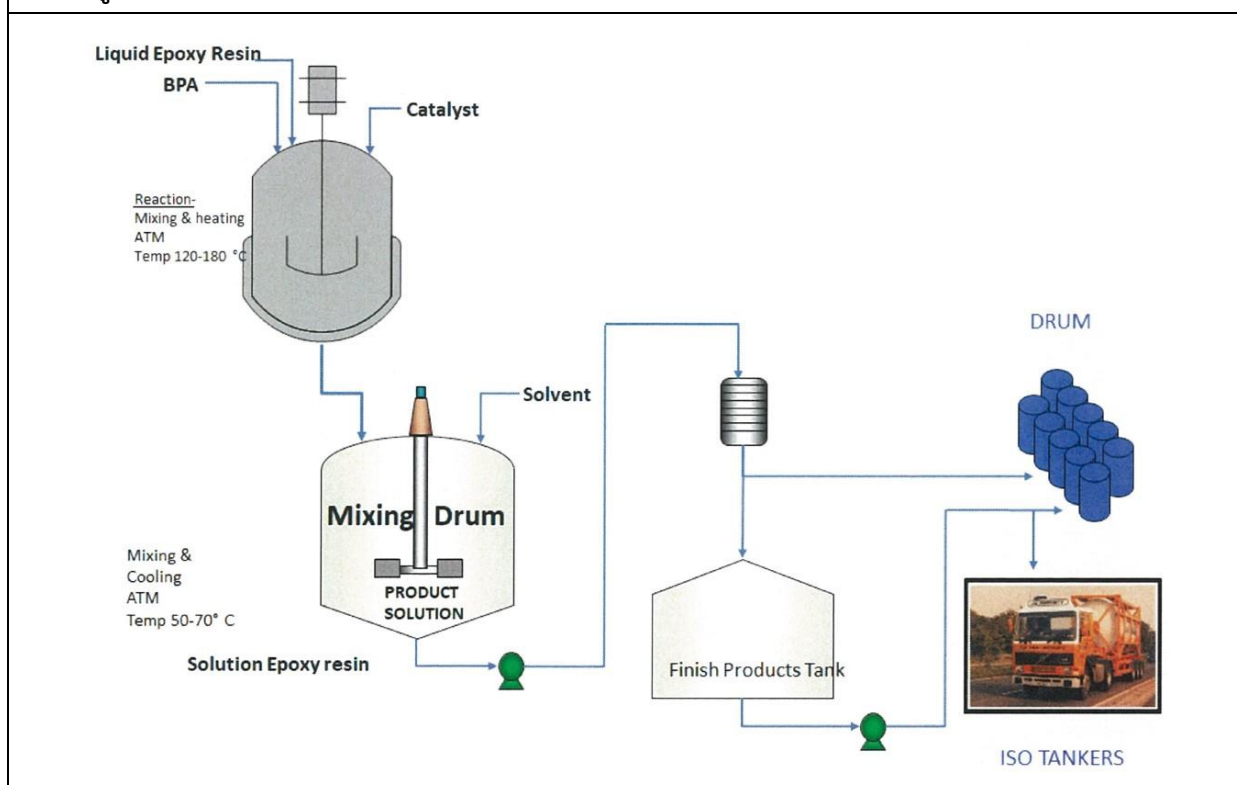 Liquid Epoxy Resin
BPA
Catalyst
Reaction-
Mixing & heating
ATM
Temp 120-180 °C
Solvent
Mixing Drum
PRODUCT
SOLUTION
Mixing &
Cooling
ATM
Temp 50-70° C
Solution Epoxy resin
DRUM
Finish Products Tank
ISO TANKERS